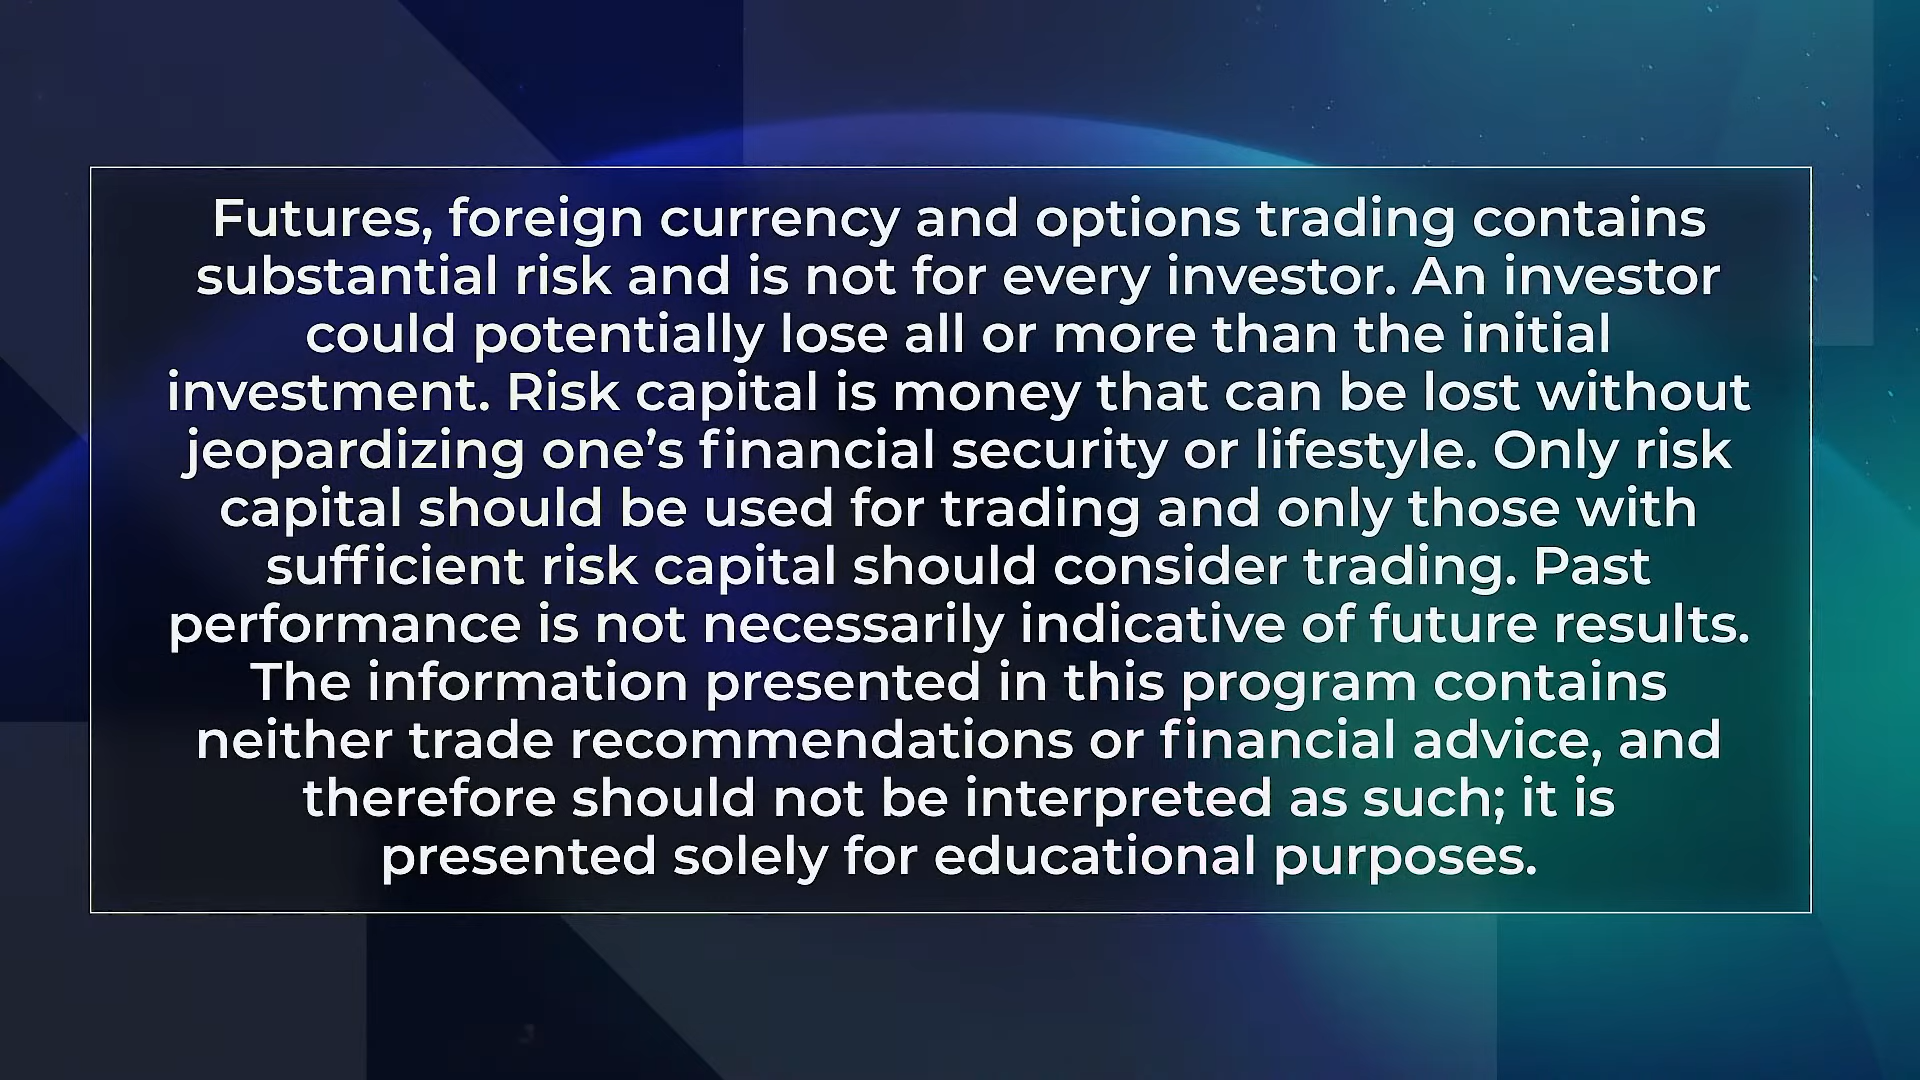 Futures, foreign currency and options trading contains
substantial risk and is not for every investor. An investor
could potentially lose all or more than the initial
investment. Risk capital is money that can be lost without
jeopardizing one’s financial security or lifestyle. Only risk
capital should be used for trading and only those with
sufficient risk capital should consider trading. Past
performance is not necessarily indicative of future results.
The information presented in this program contains
neither trade recommendations or financial advice, and
therefore should not be interpreted as such; it is
presented solely for educational purposes.